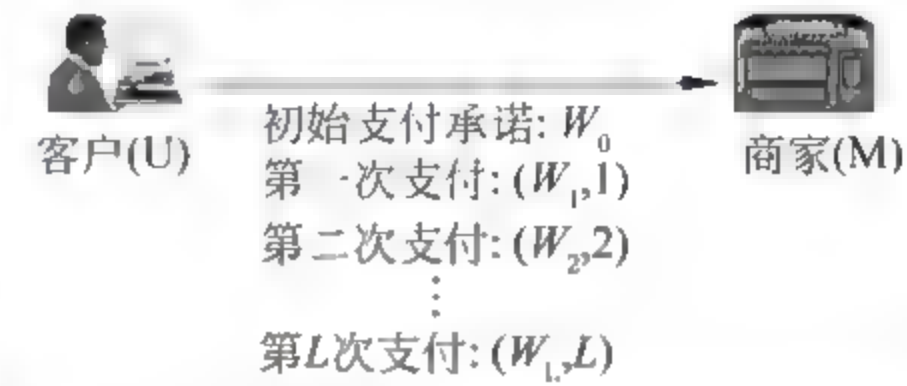 客户(U)
商家(M)
初始支付承诺: W₀
第一次支付: (W₁,1)
第二次支付: (W₂,2)
⋮
第L次支付: (W_L,L)